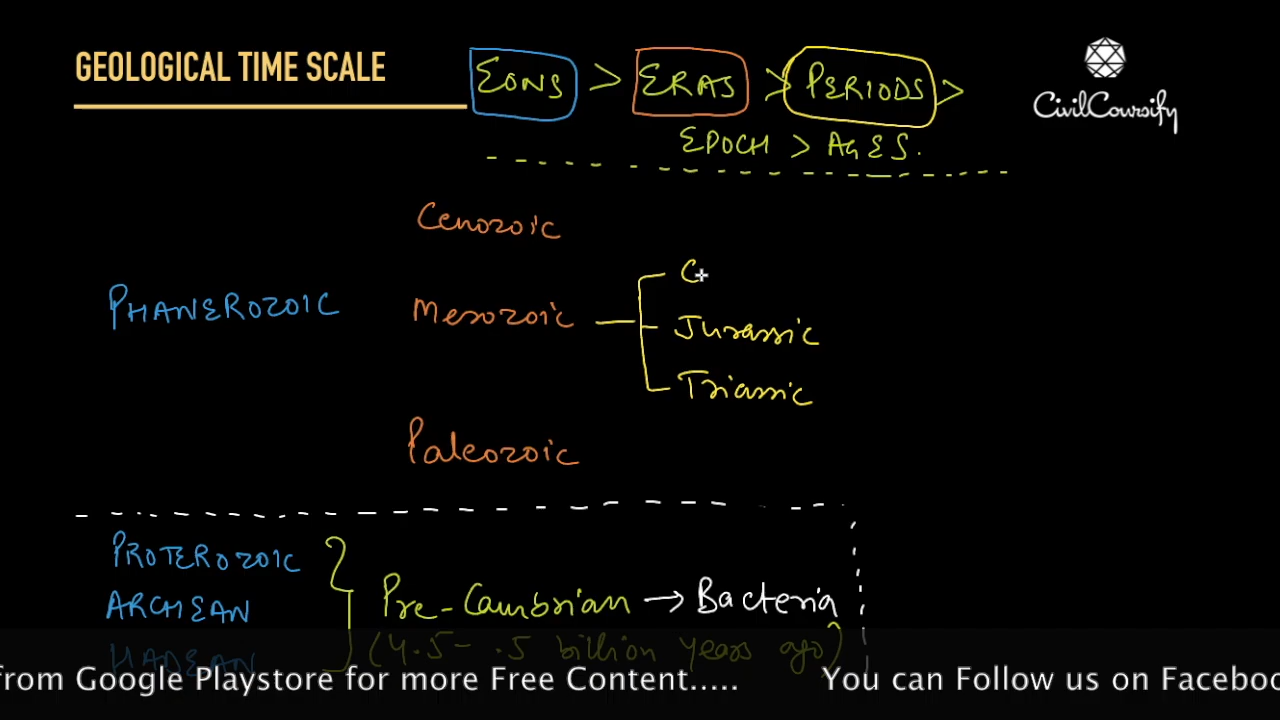 GEOLOGICAL TIME SCALE
EONS > ERAS > PERIODS >
EPOCH > AGES.
CivilCoursify
Cenozoic
C
PHANEROZOIC
Mesozoic
Jurassic
Triassic
Paleozoic
PROTEROZOIC
ARCHEAN
Pre-Cambrian → Bacteria
HADEAN
(4.5 - .5 billion years ago)
from Google Playstore for more Free Content..... You can Follow us on Faceboo